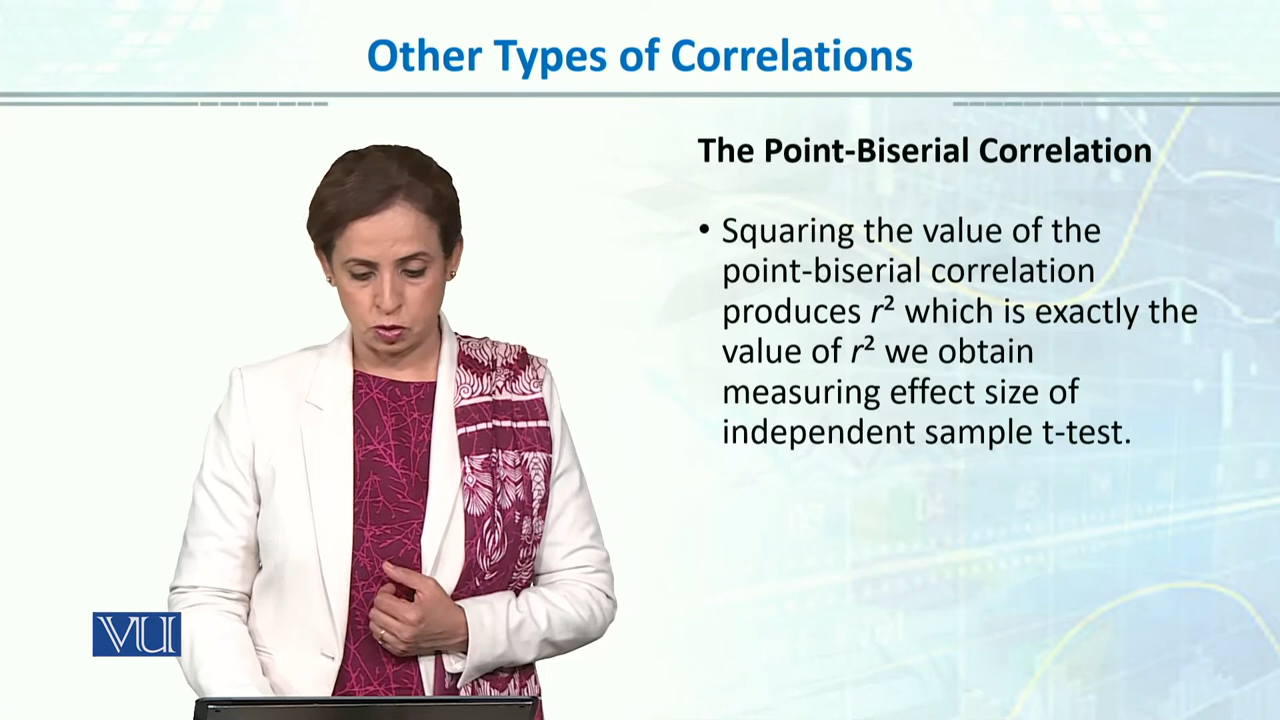 Other Types of Correlations
The Point-Biserial Correlation
• Squaring the value of the
point-biserial correlation
produces r² which is exactly the
value of r² we obtain
measuring effect size of
independent sample t-test.
VU